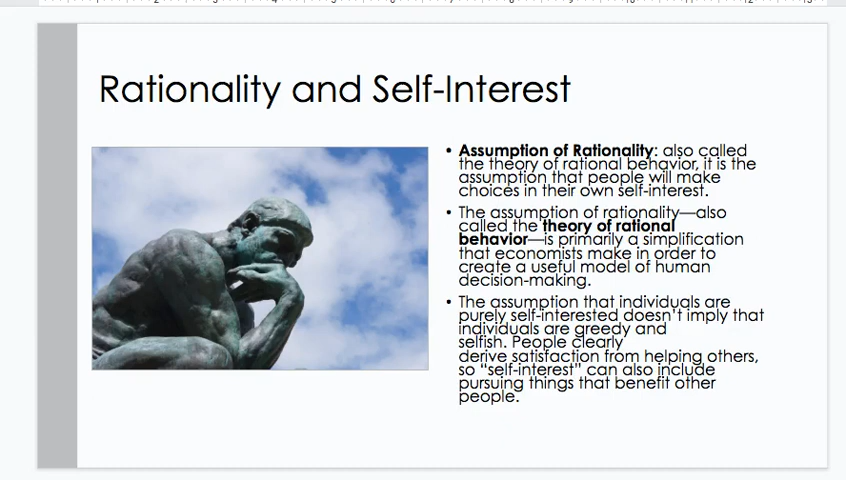 Rationality and Self-Interest
• Assumption of Rationality: also called
the theory of rational behavior, it is the
assumption that people will make
choices in their own self-interest.
• The assumption of rationality—also
called the theory of rational
behavior—is primarily a simplification
that economists make in order to
create a useful model of human
decision-making.
• The assumption that individuals are
purely self-interested doesn’t imply that
individuals are greedy and
selfish. People clearly
derive satisfaction from helping others,
so “self-interest” can also include
pursuing things that benefit other
people.